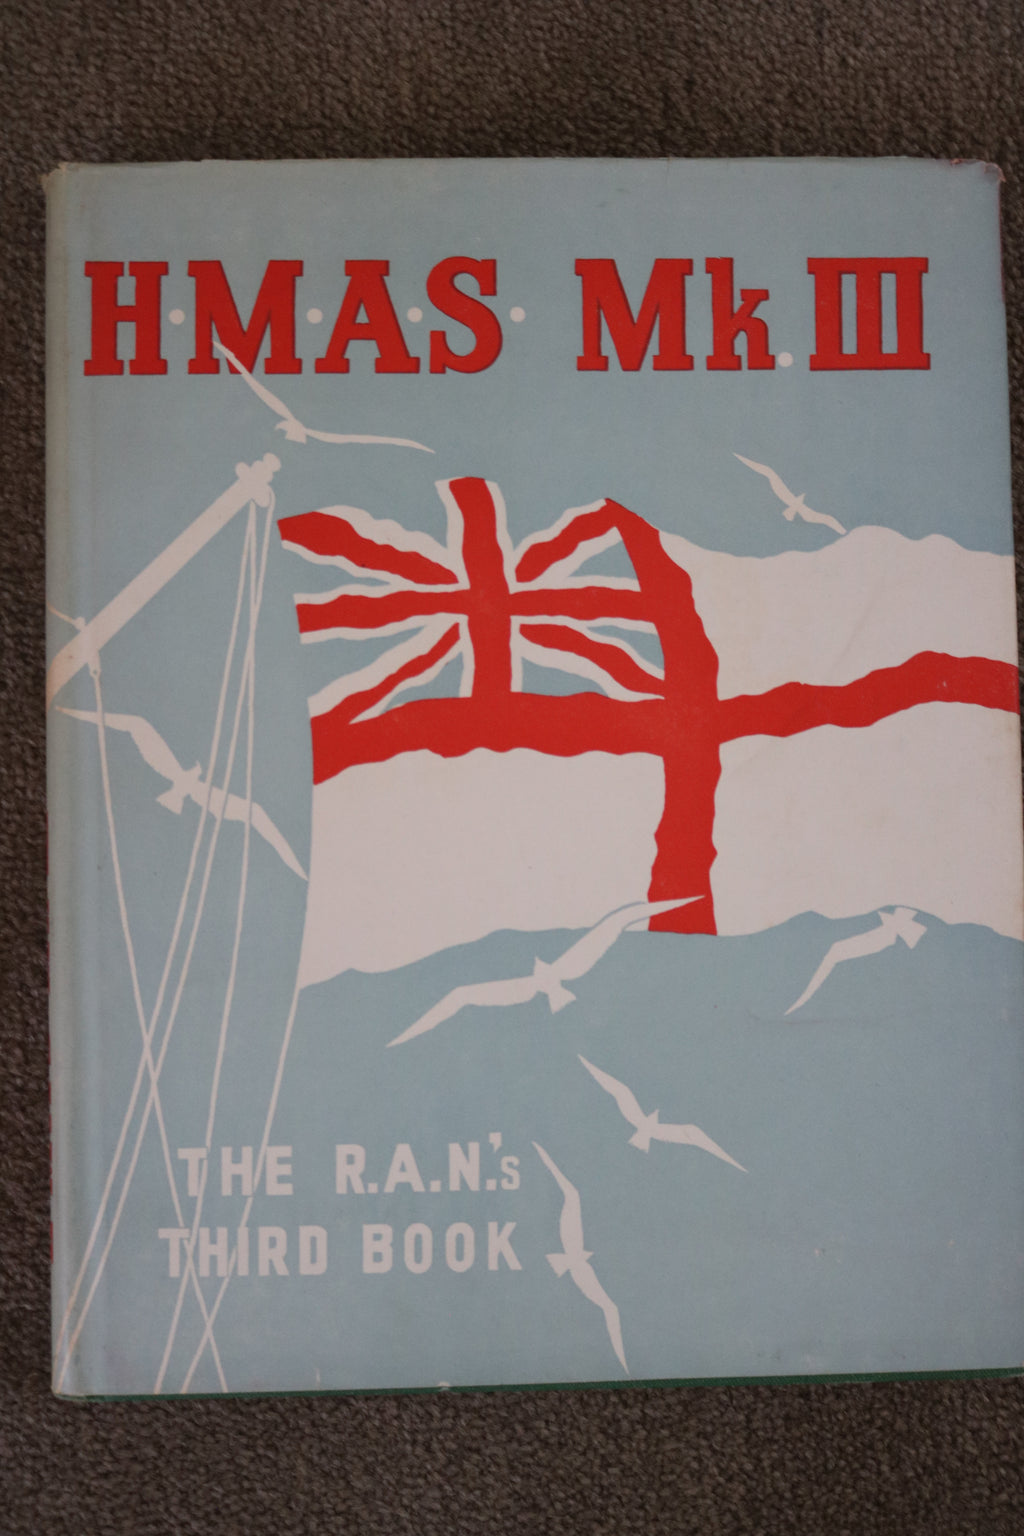 H·M·A·S· Mk.III
THE R.A.N.'s
THIRD BOOK